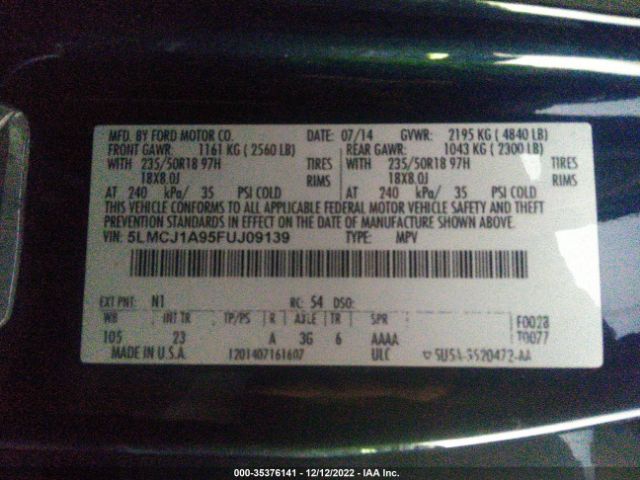 MFD. BY FORD MOTOR CO. DATE: 07/14 GVWR: 2195 KG ( 4840 LB)
FRONT GAWR: 1161 KG ( 2560 LB) REAR GAWR: 1043 KG ( 2300 LB)
WITH 235/50R18 97H TIRES WITH 235/50R18 97H TIRES
18X8.0J RIMS 18X8.0J RIMS
AT 240 kPa/ 35 PSI COLD AT 240 kPa/ 35 PSI COLD
THIS VEHICLE CONFORMS TO ALL APPLICABLE FEDERAL MOTOR VEHICLE SAFETY AND THEFT
PREVENTION STANDARDS IN EFFECT ON THE DATE OF MANUFACTURE SHOWN ABOVE.
VIN: 5LMCJ1A95FUJ09139 TYPE: MPV
EXT PNT: N1 RC: 54 DSO:
WB INT TR TP/PS R AXLE TR SPR F0028
105 23 A 3G 6 AAAA T0077
MADE IN U.S.A. 1201407161607 ULC 5U5A-3520472-AA
000-35376141 - 12/12/2022 - IAA Inc.